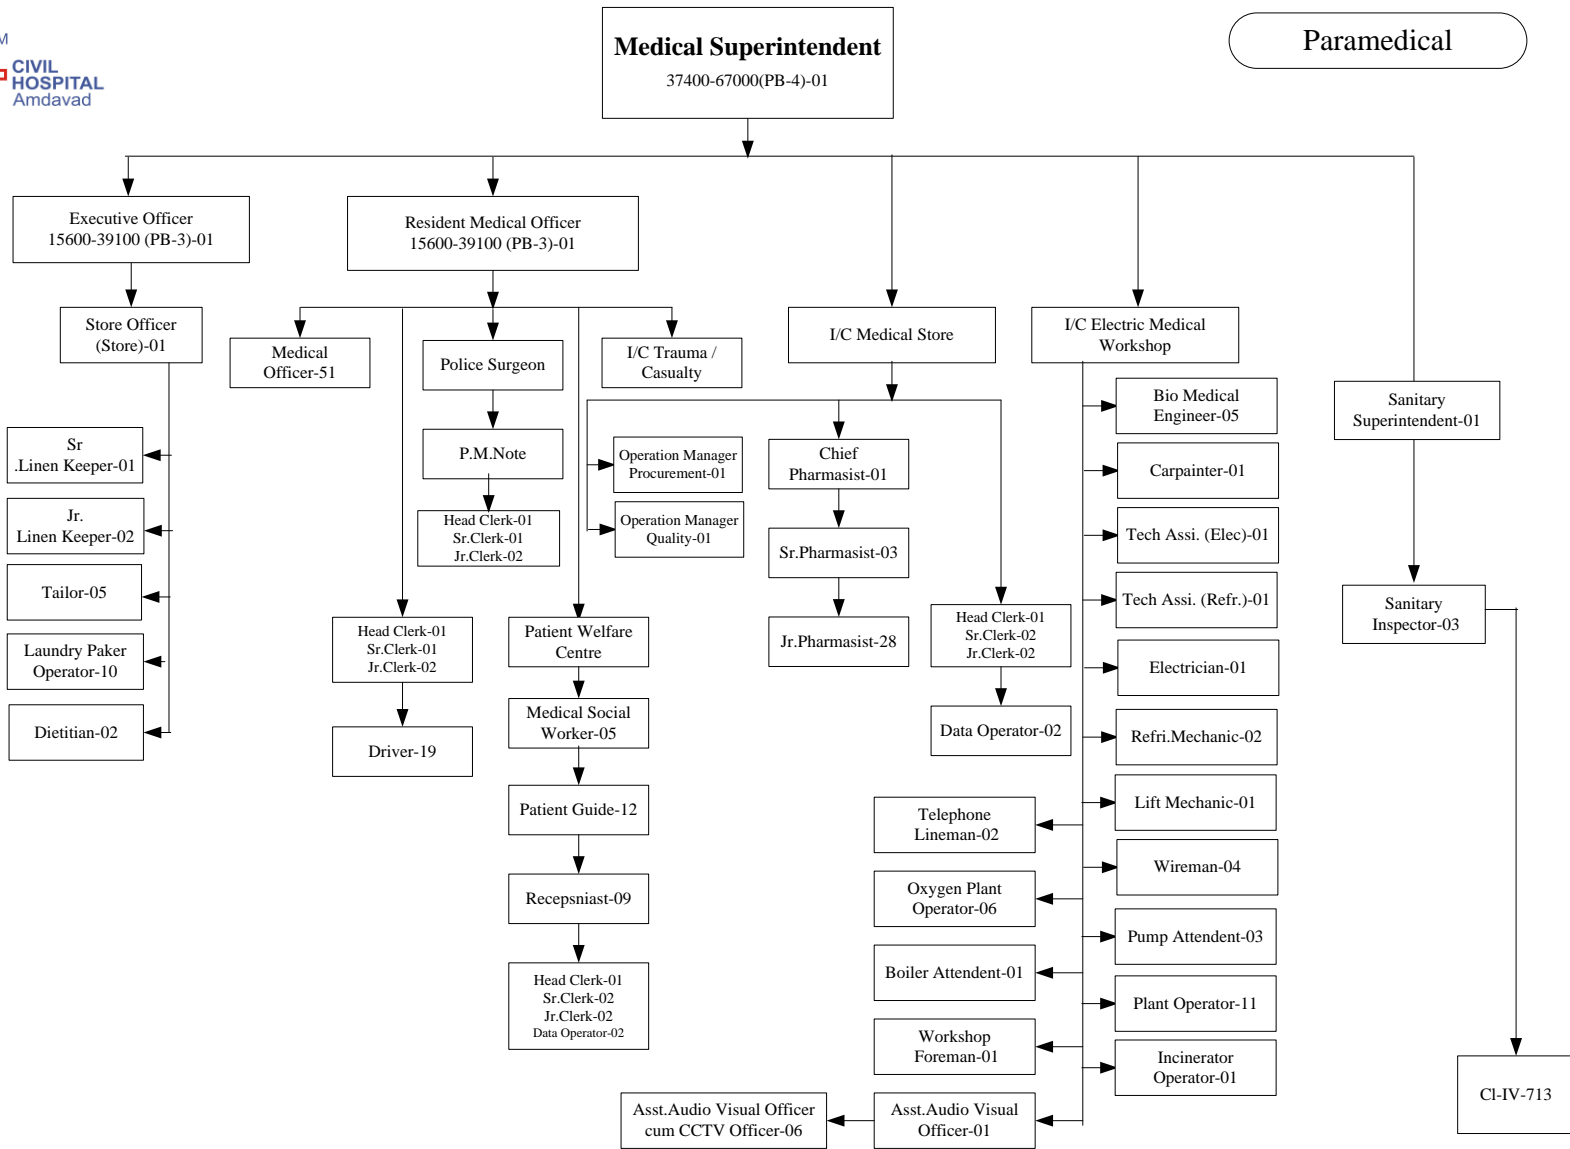 M
CIVIL
HOSPITAL
Amdavad
Medical Superintendent
37400-67000(PB-4)-01
Paramedical
Executive Officer
15600-39100 (PB-3)-01
Resident Medical Officer
15600-39100 (PB-3)-01
Store Officer
(Store)-01
Medical
Officer-51
Police Surgeon
I/C Trauma /
Casualty
I/C Medical Store
I/C Electric Medical
Workshop
Sr
.Linen Keeper-01
Jr.
Linen Keeper-02
Tailor-05
Laundry Paker
Operator-10
Dietitian-02
P.M.Note
Head Clerk-01
Sr.Clerk-01
Jr.Clerk-02
Head Clerk-01
Sr.Clerk-01
Jr.Clerk-02
Driver-19
Patient Welfare
Centre
Medical Social
Worker-05
Patient Guide-12
Recepsniast-09
Head Clerk-01
Sr.Clerk-02
Jr.Clerk-02
Data Operator-02
Operation Manager
Procurement-01
Operation Manager
Quality-01
Chief
Pharmasist-01
Sr.Pharmasist-03
Jr.Pharmasist-28
Head Clerk-01
Sr.Clerk-02
Jr.Clerk-02
Data Operator-02
Bio Medical
Engineer-05
Carpainter-01
Tech Assi. (Elec)-01
Tech Assi. (Refr.)-01
Electrician-01
Refri.Mechanic-02
Lift Mechanic-01
Wireman-04
Pump Attendent-03
Plant Operator-11
Incinerator
Operator-01
Telephone
Lineman-02
Oxygen Plant
Operator-06
Boiler Attendent-01
Workshop
Foreman-01
Asst.Audio Visual
Officer-01
Asst.Audio Visual Officer
cum CCTV Officer-06
Sanitary
Superintendent-01
Sanitary
Inspector-03
Cl-IV-713